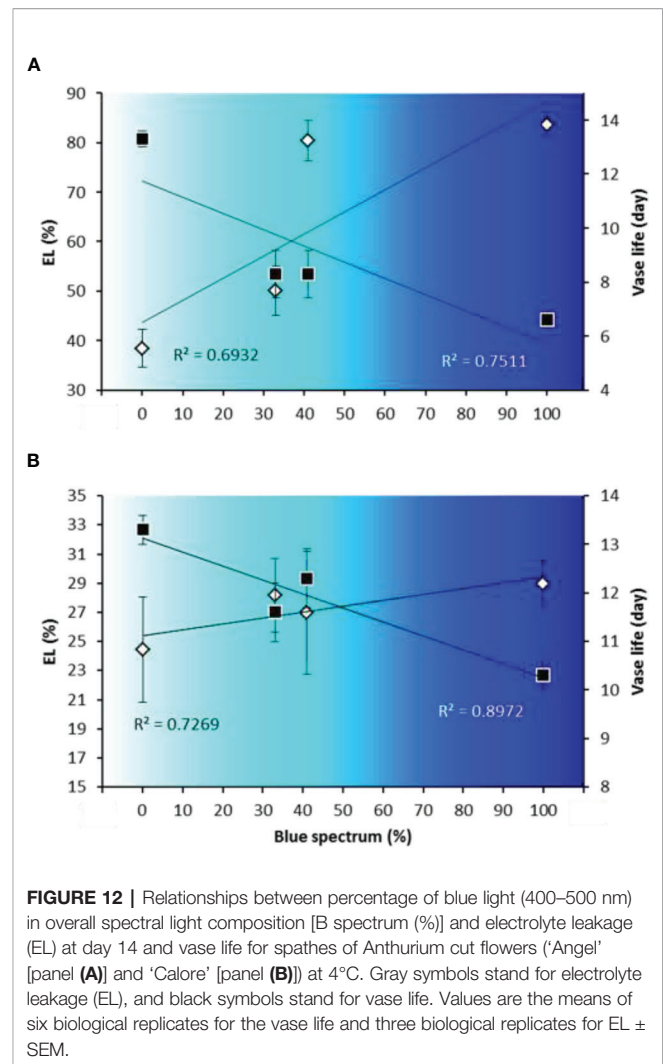 A
90
80
70
60
50
40
30
EL (%)
14
12
10
8
6
4
Vase life (day)
R² = 0.6932
R² = 0.7511
0 10 20 30 40 50 60 70 80 90 100
B
35
33
31
29
27
25
23
21
19
17
15
EL (%)
14
13
12
11
10
9
8
Vase life (day)
R² = 0.7269
R² = 0.8972
0 10 20 30 40 50 60 70 80 90 100
Blue spectrum (%)
FIGURE 12 | Relationships between percentage of blue light (400–500 nm)
in overall spectral light composition [B spectrum (%)] and electrolyte leakage
(EL) at day 14 and vase life for spathes of Anthurium cut flowers (‘Angel’
[panel (A)] and ‘Calore’ [panel (B)]) at 4°C. Gray symbols stand for electrolyte
leakage (EL), and black symbols stand for vase life. Values are the means of
six biological replicates for the vase life and three biological replicates for EL ±
SEM.